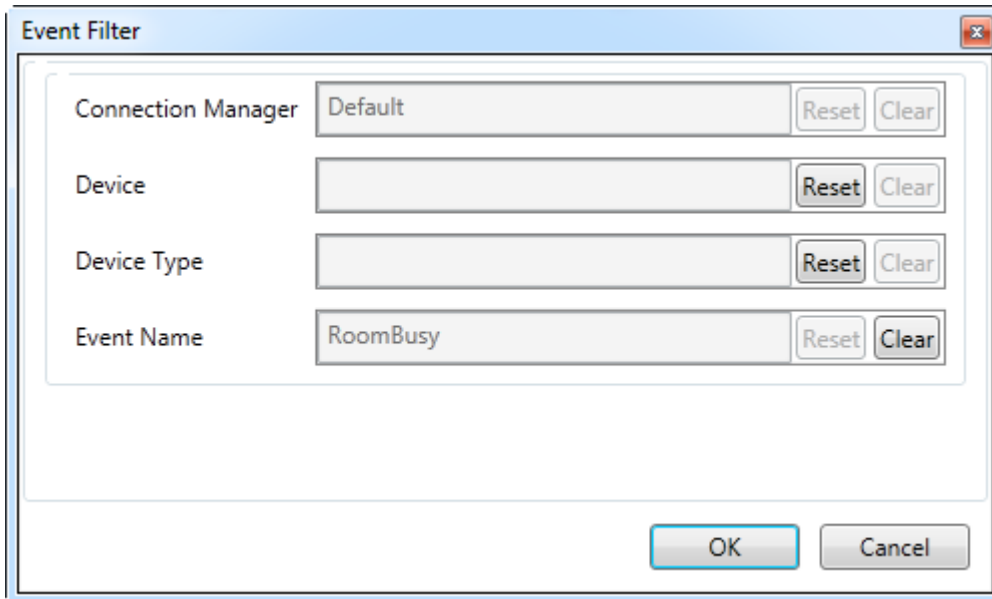 Event Filter
Connection Manager Default Reset Clear
Device Reset Clear
Device Type Reset Clear
Event Name RoomBusy Reset Clear
OK Cancel